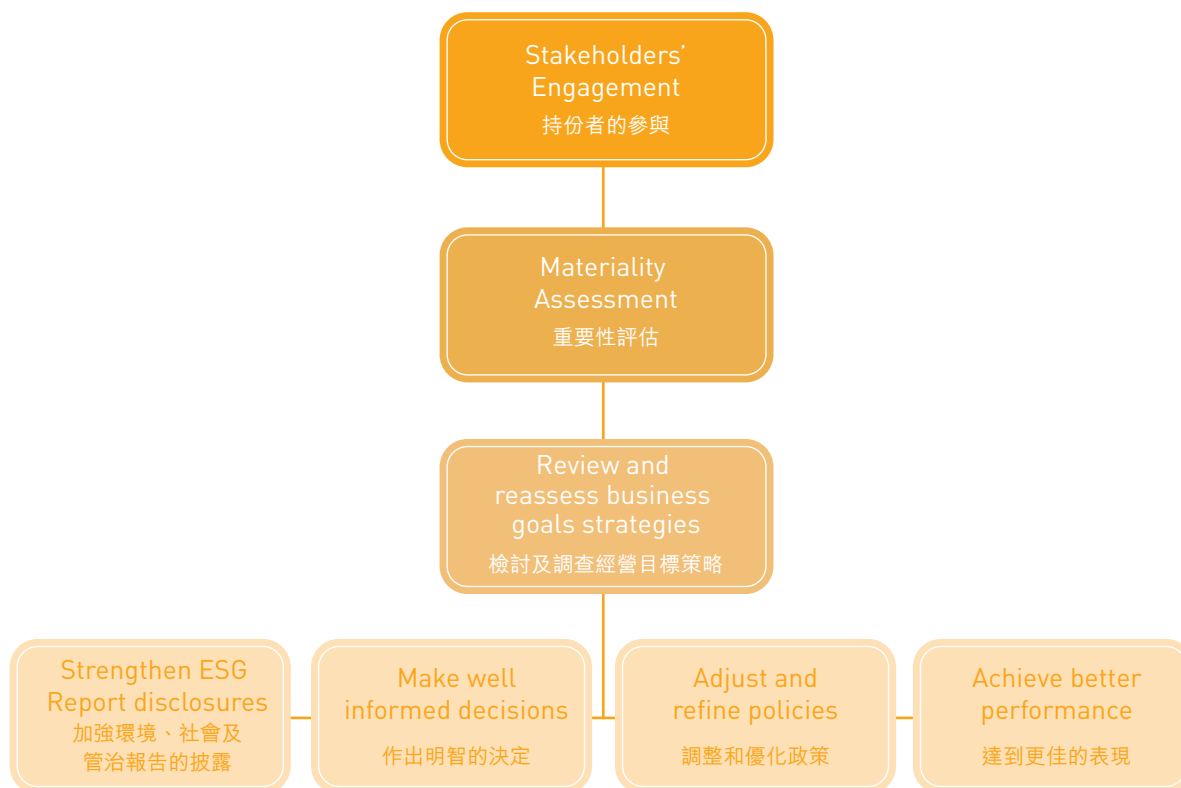 Stakeholders’
Engagement
持份者的參與
Materiality
Assessment
重要性評估
Review and
reassess business
goals strategies
檢討及調查經營目標策略
Strengthen ESG
Report disclosures
加強環境、社會及
管治報告的披露
Make well
informed decisions
作出明智的決定
Adjust and
refine policies
調整和優化政策
Achieve better
performance
達到更佳的表現